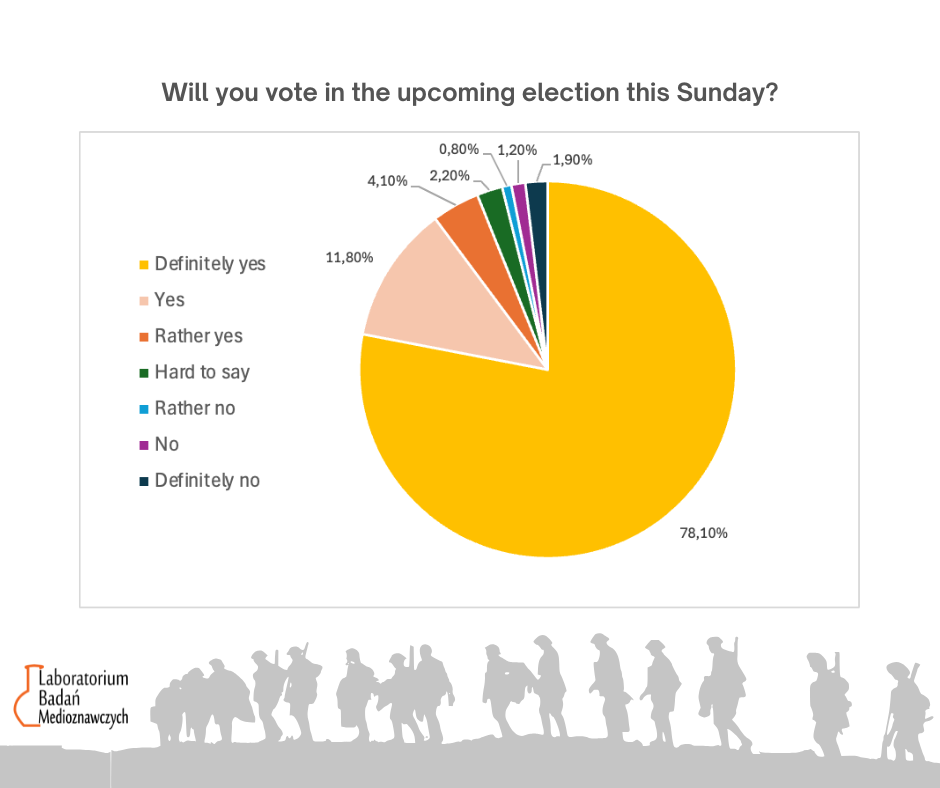 Will you vote in the upcoming election this Sunday?
0,80%
1,20%
1,90%
2,20%
4,10%
11,80%
Definitely yes
Yes
Rather yes
Hard to say
Rather no
No
Definitely no
78,10%
Laboratorium
Badań
Medioznawczych